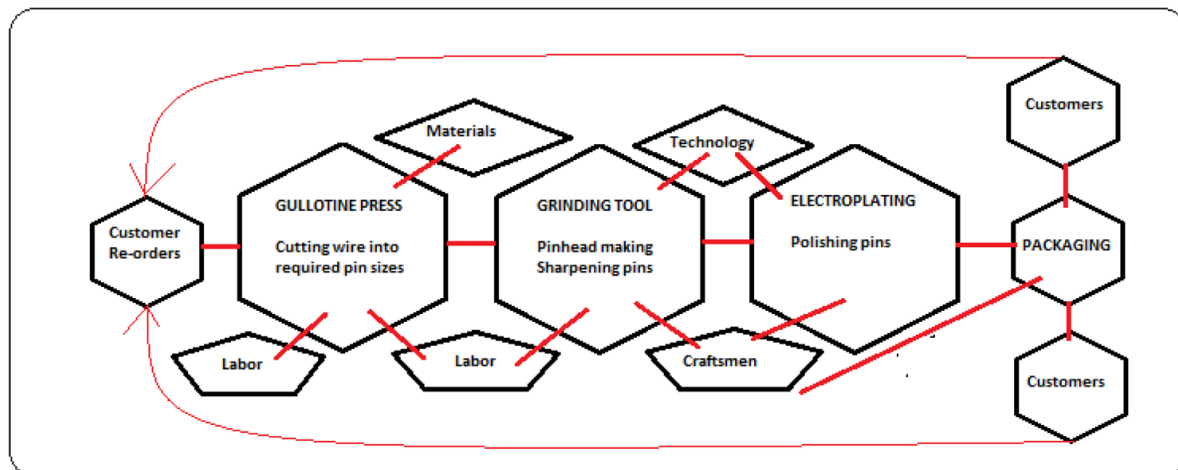 Customers
Materials
Technology
GULLOTINE PRESS
GRINDING TOOL
ELECTROPLATING
Customer
Re-orders
Cutting wire into
required pin sizes
Pinhead making
Sharpening pins
Polishing pins
PACKAGING
Labor
Labor
Craftsmen
Customers